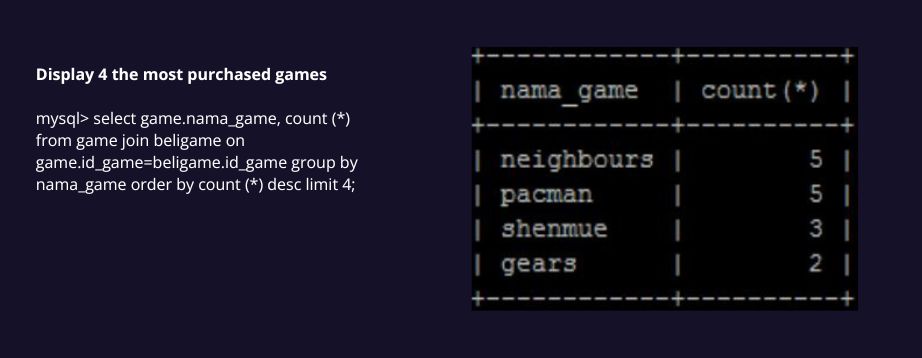 Display 4 the most purchased games
mysql> select game.nama_game, count (*)
from game join beligame on
game.id_game=beligame.id_game group by
nama_game order by count (*) desc limit 4;
+------------+----------+
| nama_game | count(*) |
+------------+----------+
| neighbours | 5 |
| pacman | 5 |
| shenmue | 3 |
| gears | 2 |
+------------+----------+